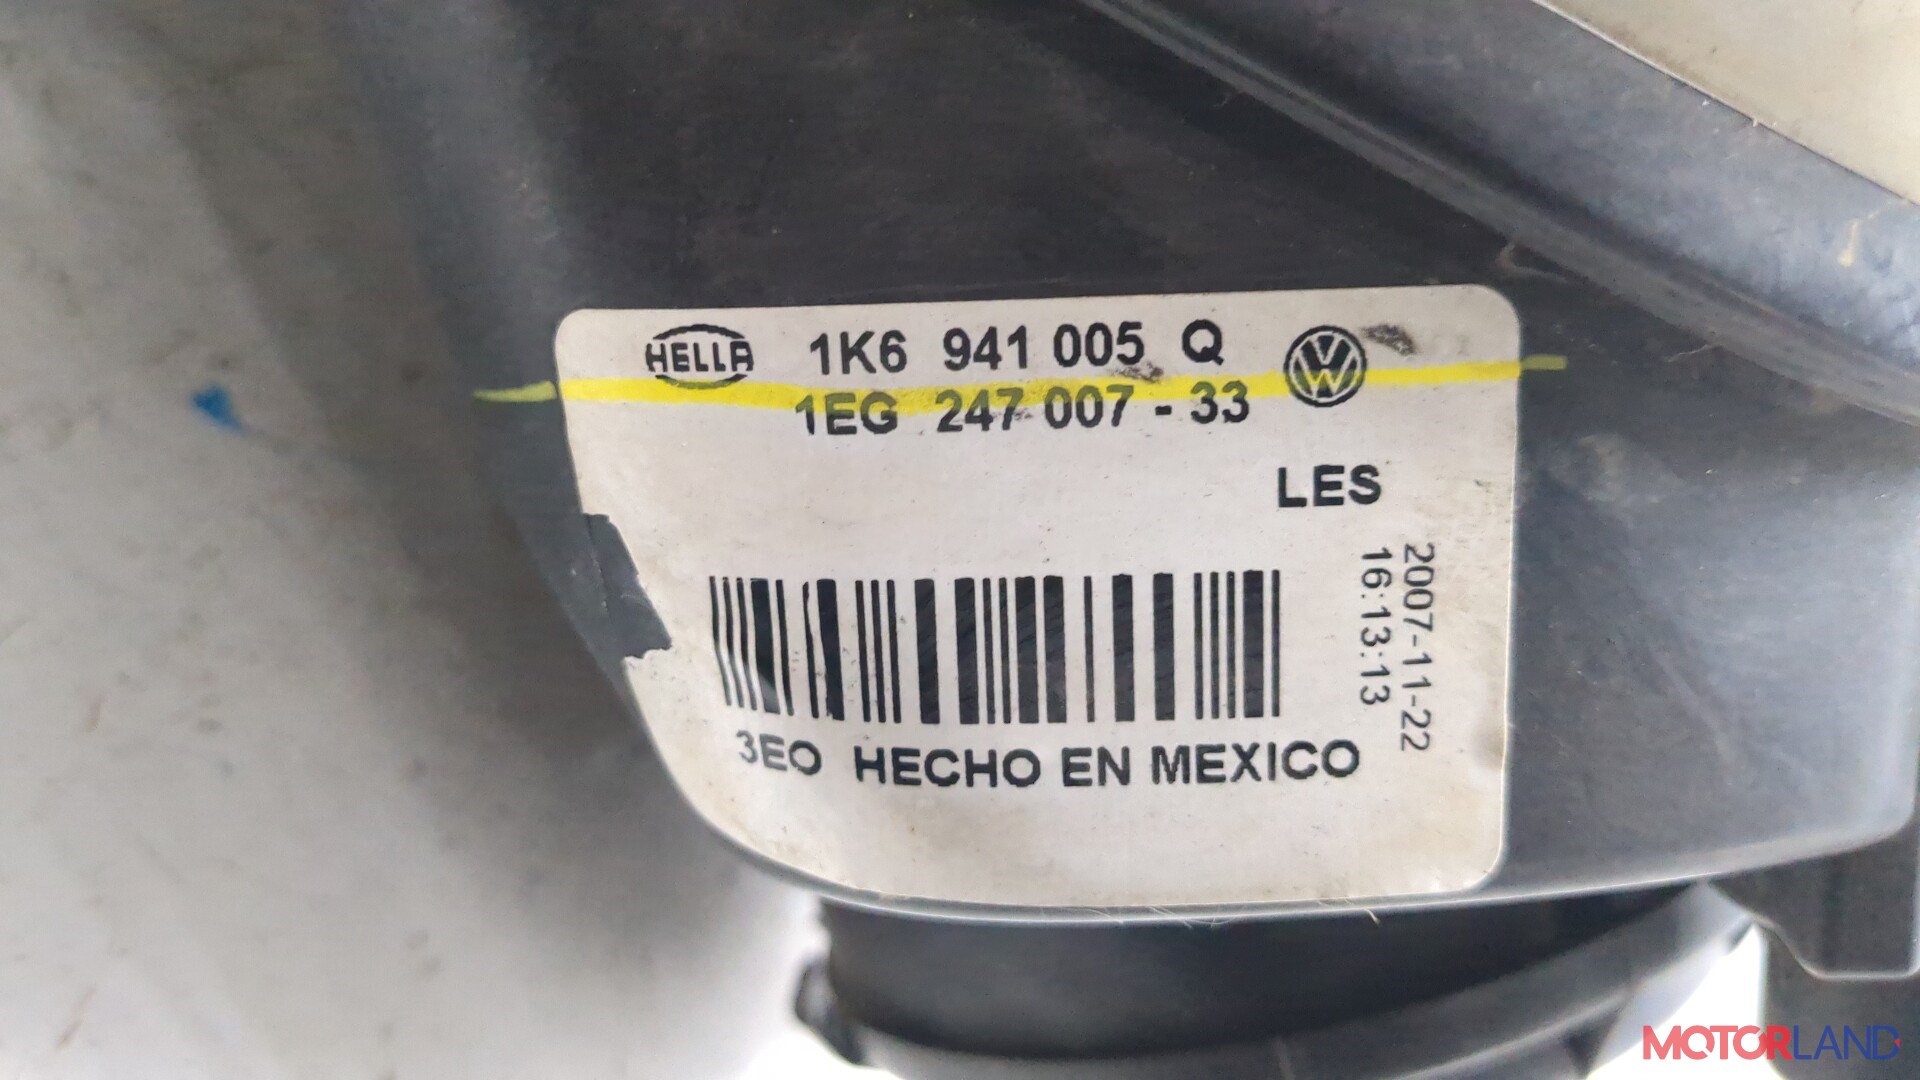 HELLA 1K6 941 005 Q
1EG 247 007 - 33
LES
2007-11-22
16:13:13
3EO HECHO EN MEXICO
MOTORLAND